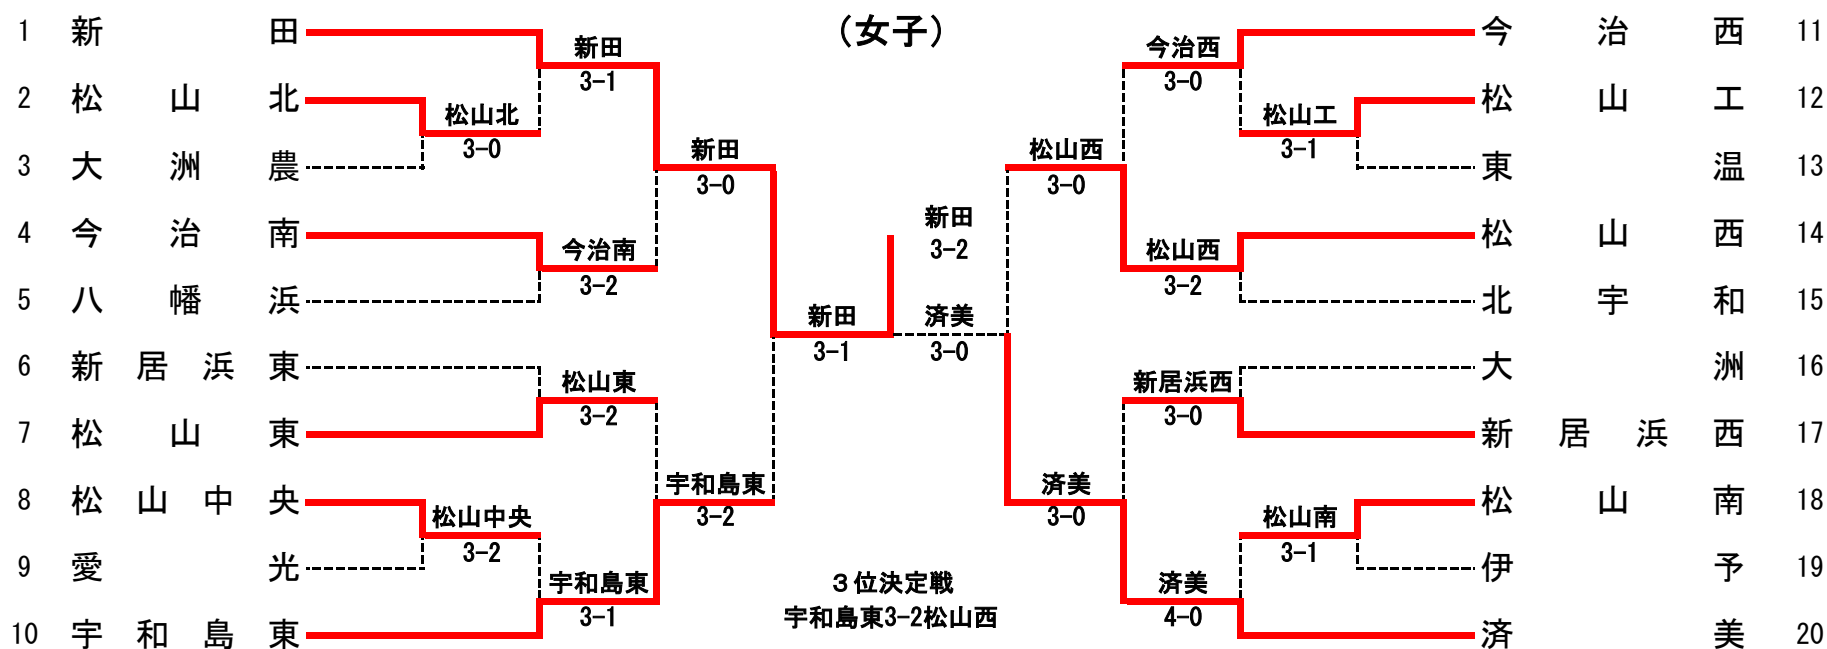 (女子)
1 新田
2 松山北
3 大洲農
4 今治南
5 八幡浜
6 新居浜東
7 松山東
8 松山中央
9 愛光
10 宇和島東
新田
3-1
松山北
3-0
今治南
3-2
松山東
3-2
松山中央
3-2
宇和島東
3-1
新田
3-0
宇和島東
3-2
新田
3-1
新田
3-2
済美
3-0
3位決定戦
宇和島東3-2松山西
松山西
3-0
済美
3-0
今治西
3-0
松山工
3-1
松山西
3-2
新居浜西
3-0
松山南
3-1
済美
4-0
今治西 11
松山工 12
東温 13
松山西 14
北宇和 15
大洲 16
新居浜西 17
松山南 18
伊予 19
済美 20